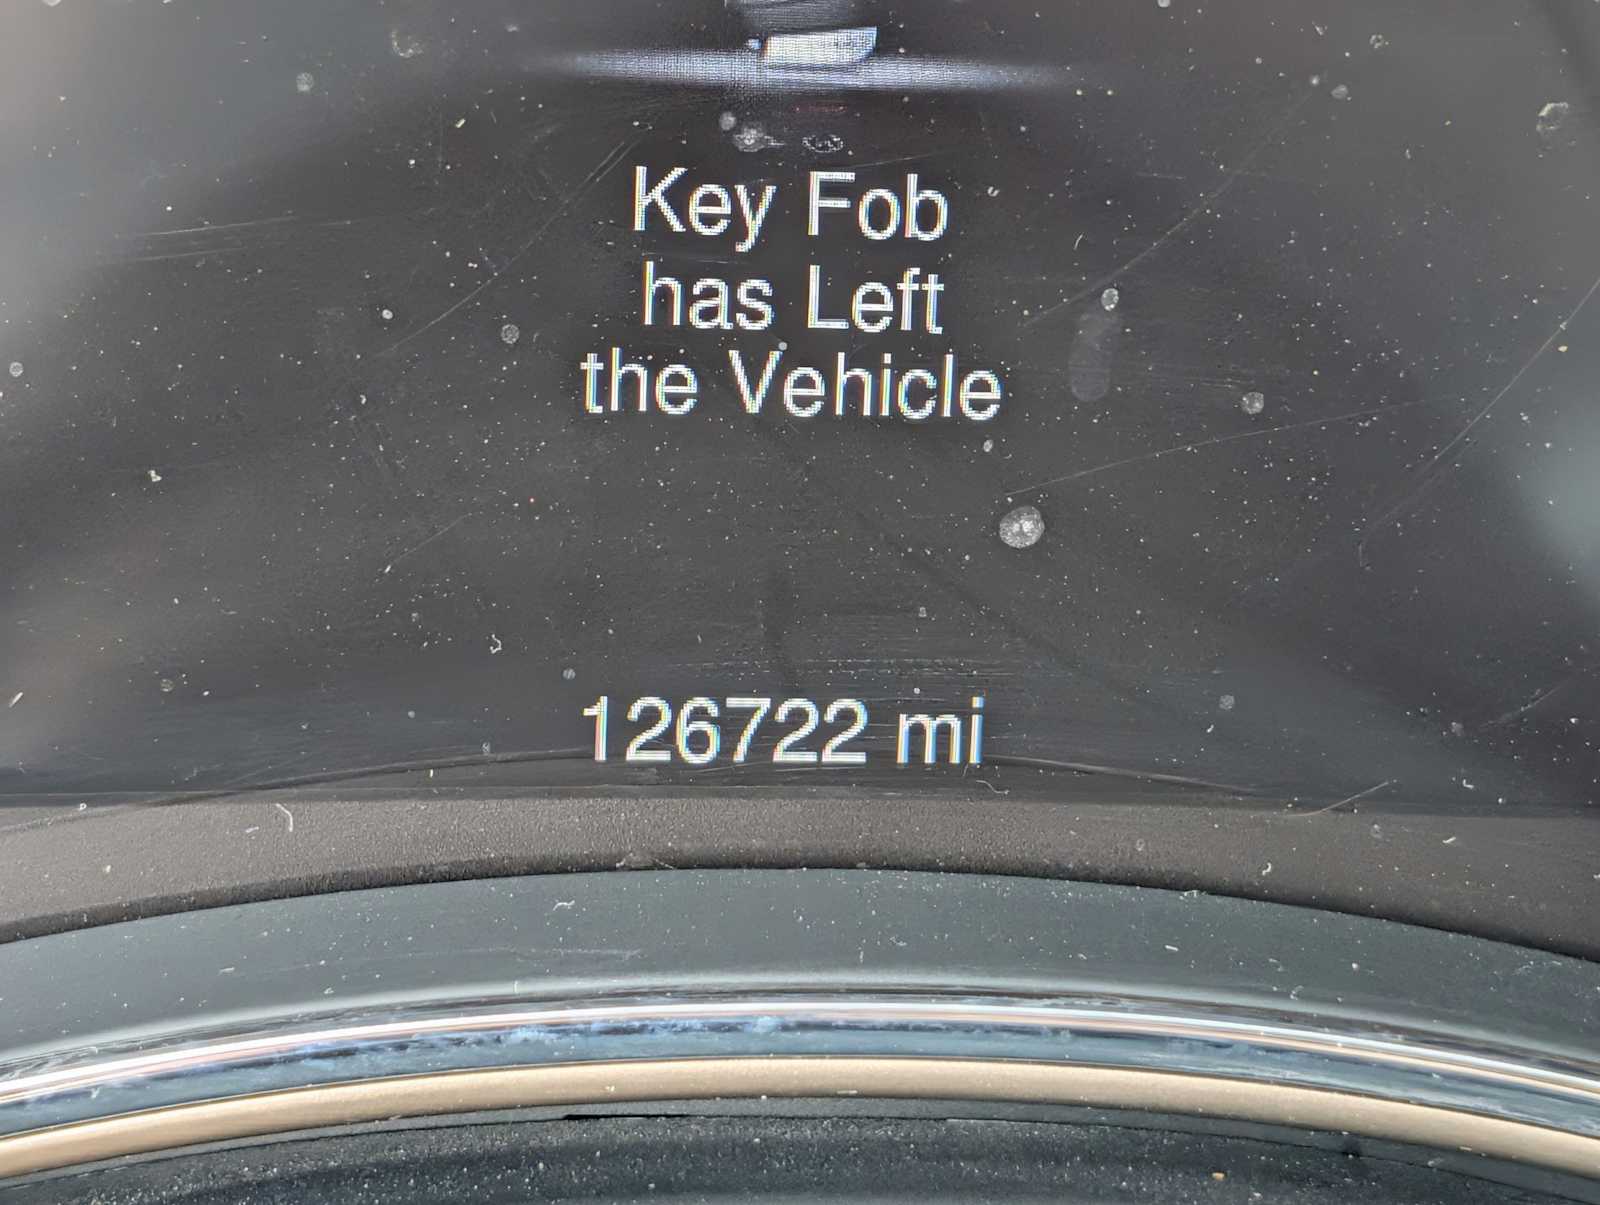 Key Fob
has Left
the Vehicle
126722 mi